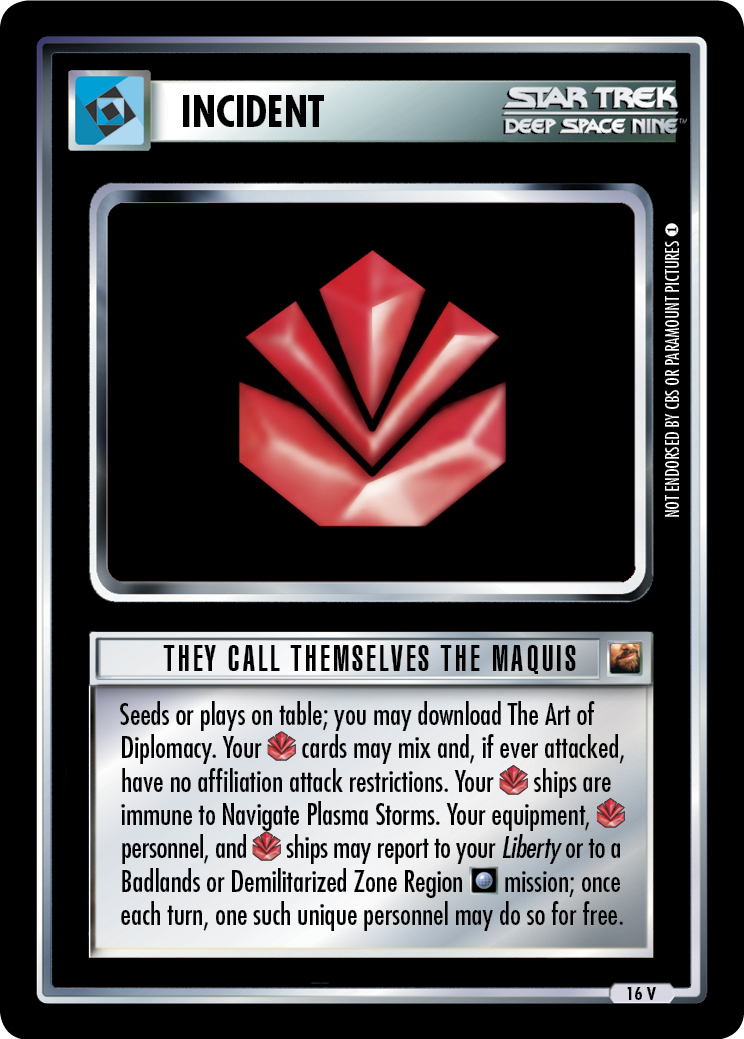 INCIDENT
STAR TREK
DEEP SPACE NINE™
NOT ENDORSED BY CBS OR PARAMOUNT PICTURES 1
THEY CALL THEMSELVES THE MAQUIS
Seeds or plays on table; you may download The Art of
Diplomacy. Your cards may mix and, if ever attacked,
have no affiliation attack restrictions. Your ships are
immune to Navigate Plasma Storms. Your equipment,
personnel, and ships may report to your Liberty or to a
Badlands or Demilitarized Zone Region mission; once
each turn, one such unique personnel may do so for free.
16 V